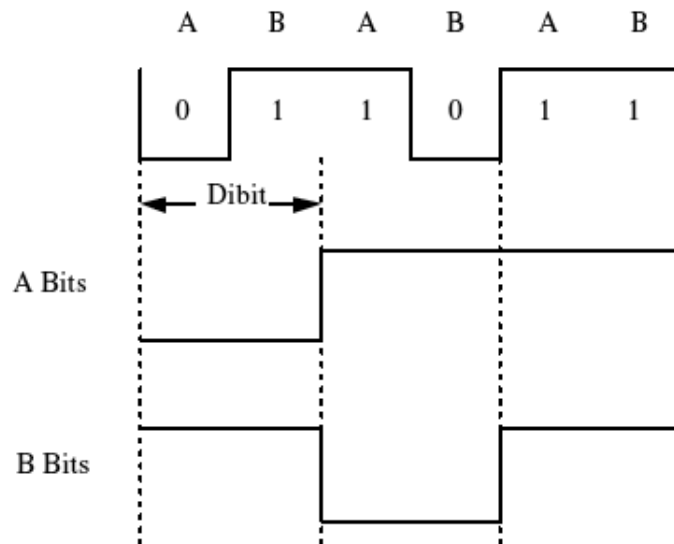 A B A B A B
0 1 1 0 1 1
Dibit
A Bits
B Bits